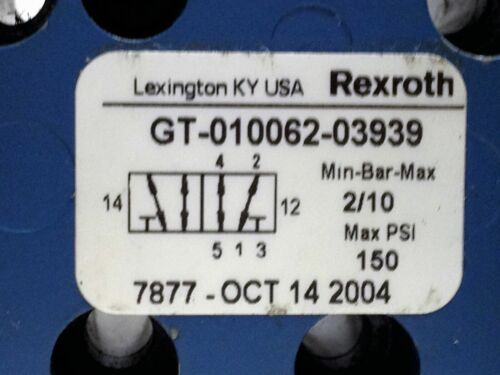 Lexington KY USA Rexroth
GT-010062-03939
4 2
Min-Bar-Max
14 12
2/10
Max PSI
5 1 3
150
7877 - OCT 14 2004